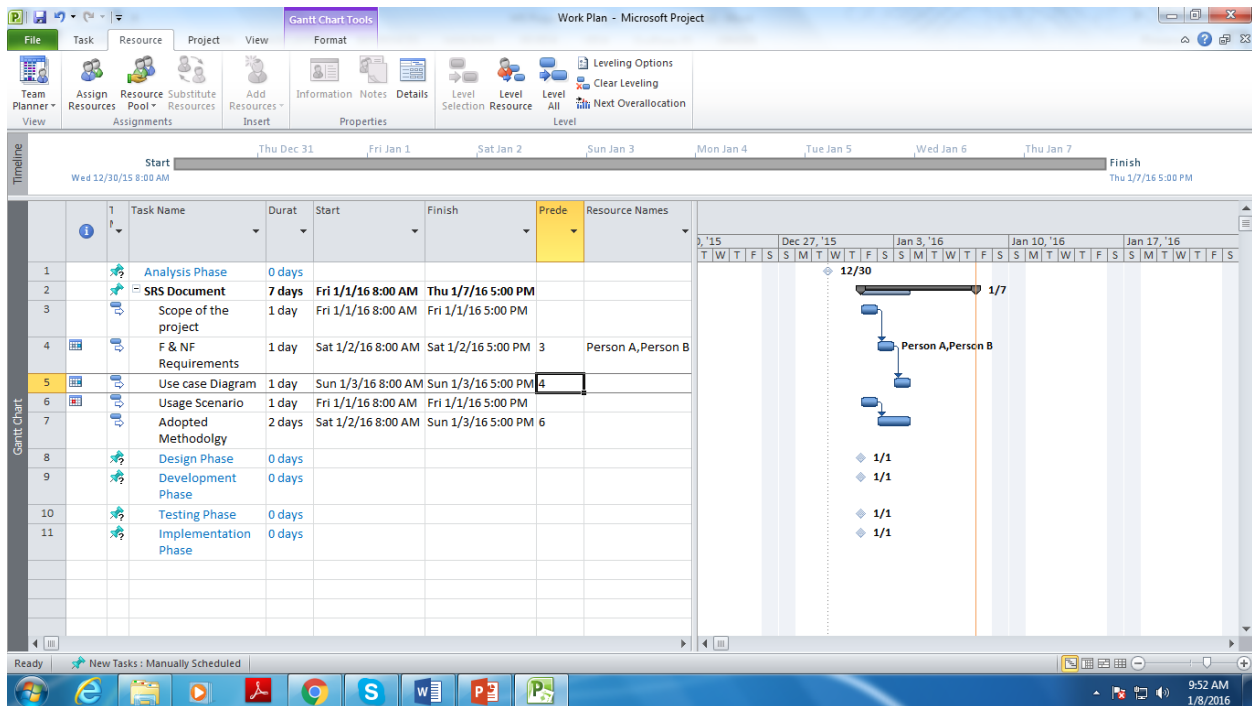 Gantt Chart Tools
Work Plan - Microsoft Project
File Task Resource Project View Format
Team Planner
Assign Resources
Resource Pool
Substitute Resources
Add Resources
Information Notes Details
Level Selection
Level Resource
Level All
Leveling Options
Clear Leveling
Next Overallocation
View Assignments Insert Properties Level
Timeline
Thu Dec 31 Fri Jan 1 Sat Jan 2 Sun Jan 3 Mon Jan 4 Tue Jan 5 Wed Jan 6 Thu Jan 7
Start Finish
Wed 12/30/15 8:00 AM Thu 1/7/16 5:00 PM
Task Name Durat Start Finish Prede Resource Names
0, '15 Dec 27, '15 Jan 3, '16 Jan 10, '16 Jan 17, '16
T W T F S S M T W T F S S M T W T F S S M T W T F S S M T W T F S
1 Analysis Phase 0 days 12/30
2 SRS Document 7 days Fri 1/1/16 8:00 AM Thu 1/7/16 5:00 PM 1/7
3 Scope of the project 1 day Fri 1/1/16 8:00 AM Fri 1/1/16 5:00 PM
4 F & NF Requirements 1 day Sat 1/2/16 8:00 AM Sat 1/2/16 5:00 PM 3 Person A,Person B Person A,Person B
5 Use case Diagram 1 day Sun 1/3/16 8:00 AM Sun 1/3/16 5:00 PM 4
6 Usage Scenario 1 day Fri 1/1/16 8:00 AM Fri 1/1/16 5:00 PM
7 Adopted Methodolgy 2 days Sat 1/2/16 8:00 AM Sun 1/3/16 5:00 PM 6
8 Design Phase 0 days 1/1
9 Development Phase 0 days 1/1
10 Testing Phase 0 days 1/1
11 Implementation Phase 0 days 1/1
Gantt Chart
Ready New Tasks : Manually Scheduled
9:52 AM
1/8/2016